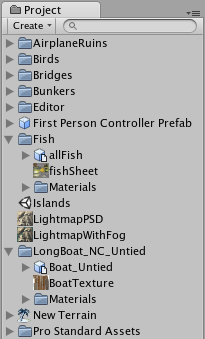 Project
Create
AirplaneRuins
Birds
Bridges
Bunkers
Editor
First Person Controller Prefab
Fish
allFish
fishSheet
Materials
Islands
LightmapPSD
LightmapWithFog
LongBoat_NC_Untied
Boat_Untied
BoatTexture
Materials
New Terrain
Pro Standard Assets